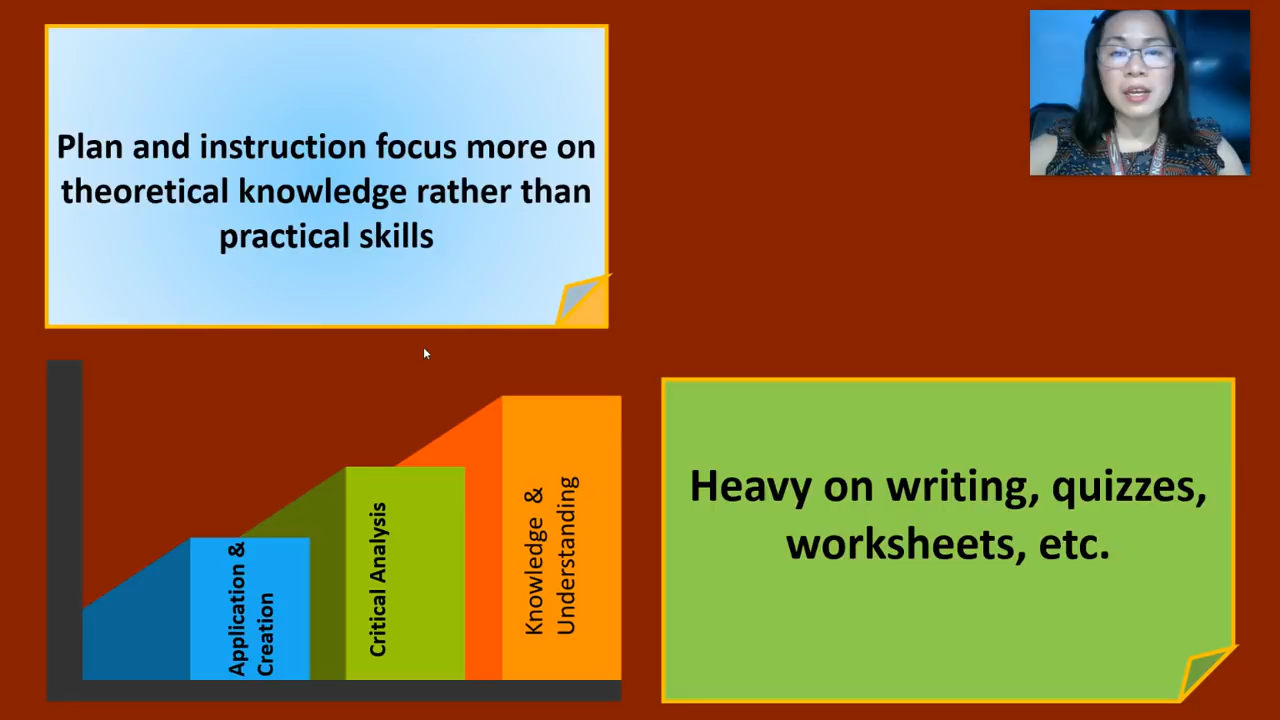 Plan and instruction focus more on
theoretical knowledge rather than
practical skills
Application &
Creation
Critical Analysis
Knowledge &
Understanding
Heavy on writing, quizzes,
worksheets, etc.